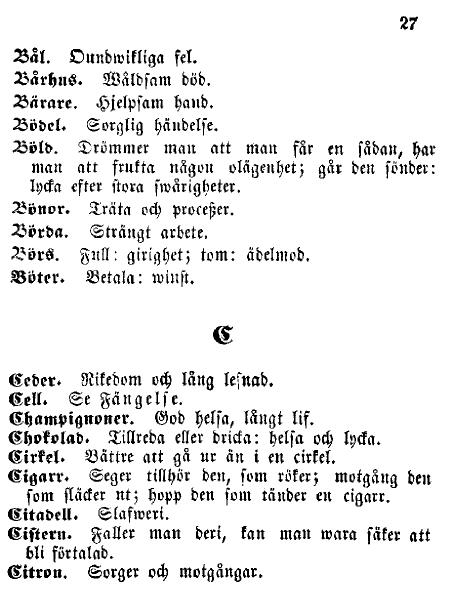 27
Bål. Oundwikliga fel.
Bårhus. Wåldsam död.
Bärare. Hjelpsam hand.
Bödel. Sorglig händelse.
Böld. Drömmer man att man får en sådan, har
man att frukta någon olägenhet; går den sönder:
lycka efter stora swårigheter.
Bönor. Träta och processer.
Börda. Strängt arbete.
Börs. Full: girighet; tom: ädelmod.
Böter. Betala: winst.
C
Ceder. Rikedom och lång lefnad.
Cell. Se Fängelse.
Champignoner. God helsa, långt lif.
Chokolad. Tillreda eller dricka: helsa och lycka.
Cirkel. Bättre att gå ur än i en cirkel.
Cigarr. Seger tillhör den, som röker; motgång den
som släcker ut; hopp den som tänder en cigarr.
Citadell. Slafweri.
Cistern. Faller man deri, kan man wara säker att
bli förtalad.
Citron. Sorger och motgångar.